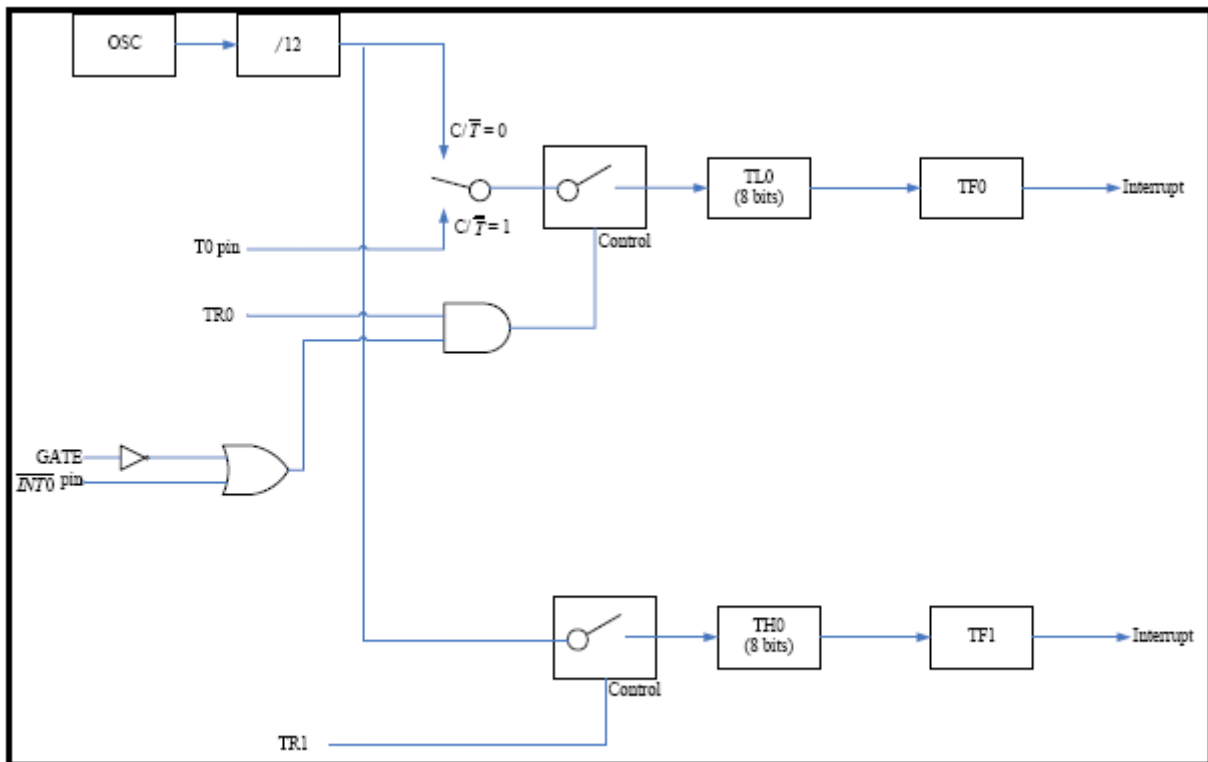 OSC
/12
C/T̅ = 0
C/T̅ = 1
T0 pin
Control
TL0
(8 bits)
TF0
Interrupt
TR0
GATE
I̅N̅T̅0̅ pin
Control
TH0
(8 bits)
TF1
Interrupt
TR1